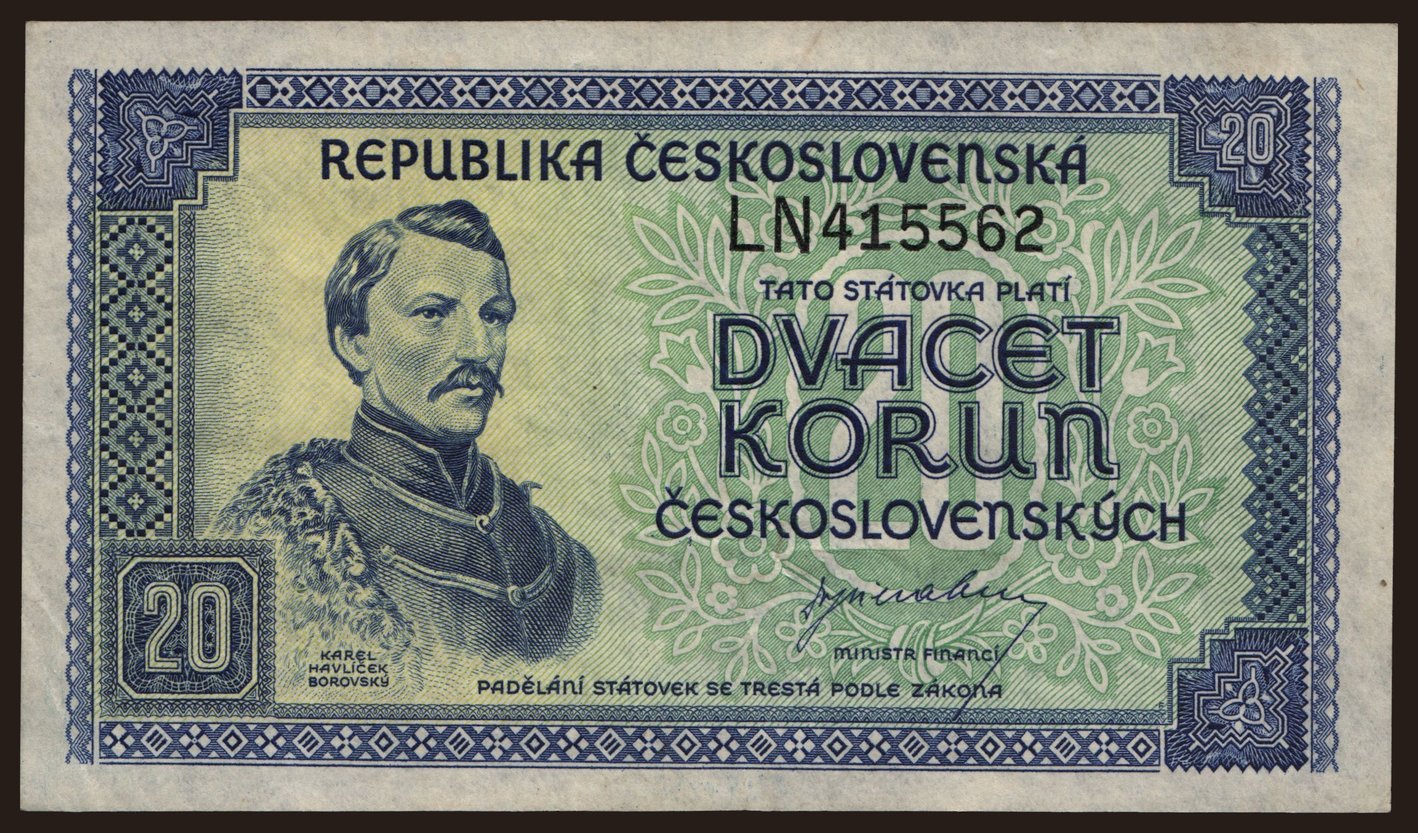 REPUBLIKA ČESKOSLOVENSKÁ
20
LN415562
TATO STÁTOVKA PLATÍ
20
DVACET
KORUN
ČESKOSLOVENSKÝCH
20
KAREL
HAVLÍČEK
BOROVSKÝ
MINISTR FINANCÍ
PADĚLÁNÍ STÁTOVEK SE TRESTÁ PODLE ZÁKONA